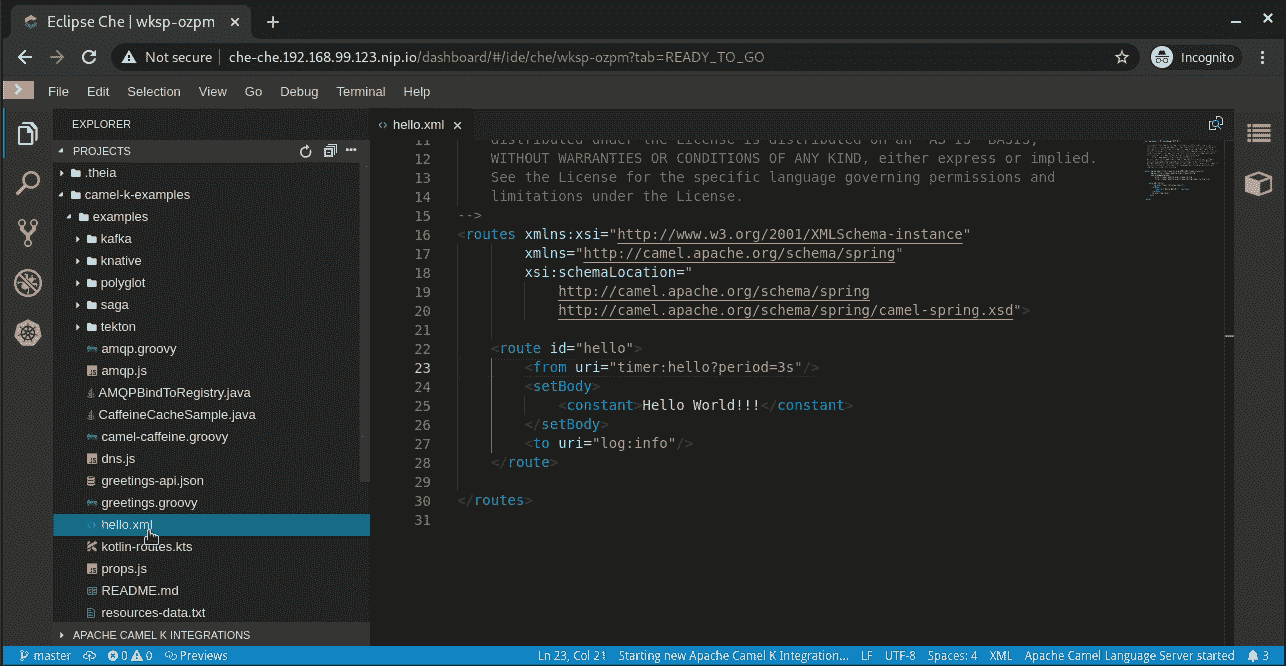 Eclipse Che | wksp-ozpm
Not secure | che-che.192.168.99.123.nip.io/dashboard/#/ide/che/wksp-ozpm?tab=READY_TO_GO
Incognito
File Edit Selection View Go Debug Terminal Help
EXPLORER
hello.xml
PROJECTS
.theia
camel-k-examples
examples
kafka
knative
polyglot
saga
tekton
amqp.groovy
amqp.js
AMQPBindToRegistry.java
CaffeineCacheSample.java
camel-caffeine.groovy
dns.js
greetings-api.json
greetings.groovy
hello.xml
kotlin-routes.kts
props.js
README.md
resources-data.txt
APACHE CAMEL K INTEGRATIONS
11 distributed under the License is distributed on an "AS IS" BASIS,
12 WITHOUT WARRANTIES OR CONDITIONS OF ANY KIND, either express or implied.
13 See the License for the specific language governing permissions and
14 limitations under the License.
15 -->
16 <routes xmlns:xsi="http://www.w3.org/2001/XMLSchema-instance"
17 xmlns="http://camel.apache.org/schema/spring"
18 xsi:schemaLocation="
19 http://camel.apache.org/schema/spring
20 http://camel.apache.org/schema/spring/camel-spring.xsd">
21
22 <route id="hello">
23 <from uri="timer:hello?period=3s"/>
24 <setBody>
25 <constant>Hello World!!!</constant>
26 </setBody>
27 <to uri="log:info"/>
28 </route>
29
30 </routes>
31
master 0 0 Previews Ln 23, Col 21 Starting new Apache Camel K Integration... LF UTF-8 Spaces: 4 XML Apache Camel Language Server started 3